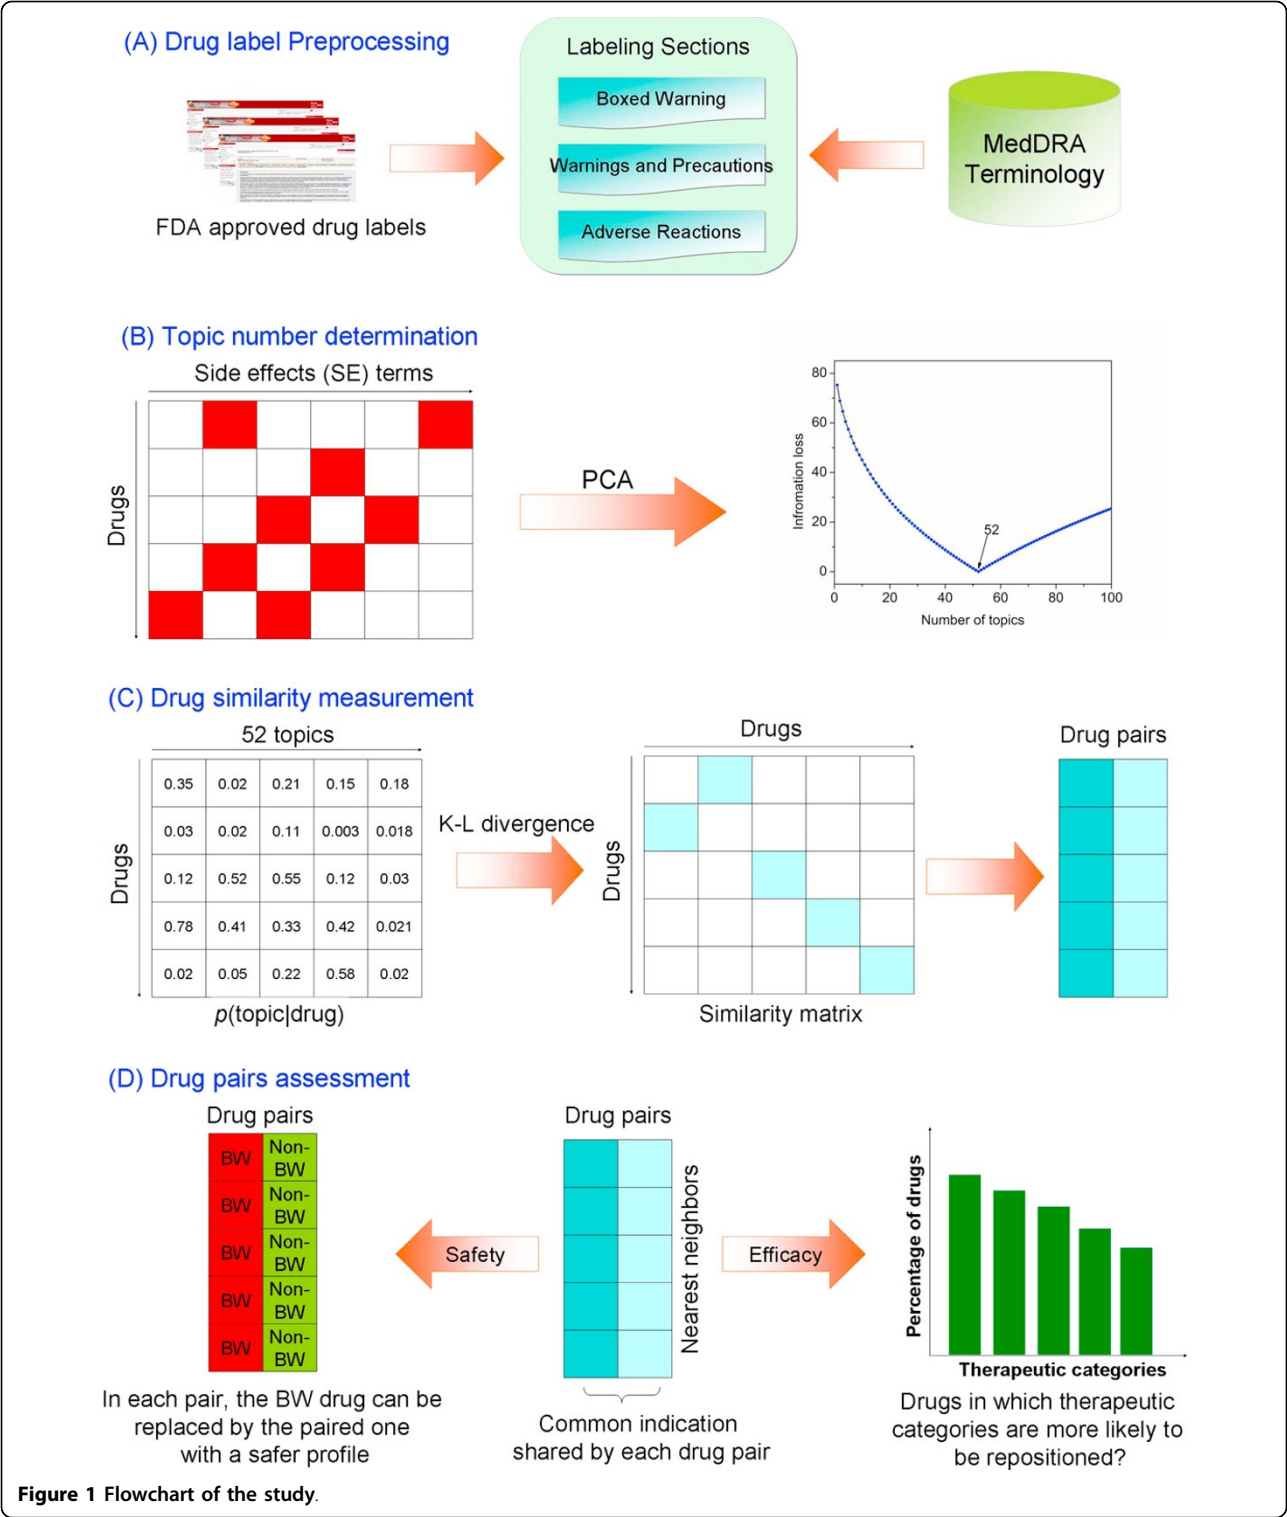 (A) Drug label Preprocessing
Labeling Sections
Boxed Warning
Warnings and Precautions
Adverse Reactions
MedDRA
Terminology
FDA approved drug labels
(B) Topic number determination
Side effects (SE) terms
Drugs
PCA
Infromation loss
80
60
40
20
0
52
0 20 40 60 80 100
Number of topics
(C) Drug similarity measurement
52 topics
Drugs
0.35 0.02 0.21 0.15 0.18
0.03 0.02 0.11 0.003 0.018
0.12 0.52 0.55 0.12 0.03
0.78 0.41 0.33 0.42 0.021
0.02 0.05 0.22 0.58 0.02
p(topic|drug)
K-L divergence
Drugs
Drugs
Similarity matrix
Drug pairs
(D) Drug pairs assessment
Drug pairs
BW Non-BW
BW Non-BW
BW Non-BW
BW Non-BW
BW Non-BW
In each pair, the BW drug can be
replaced by the paired one
with a safer profile
Safety
Drug pairs
Nearest neighbors
Common indication
shared by each drug pair
Efficacy
Percentage of drugs
Therapeutic categories
Drugs in which therapeutic
categories are more likely to
be repositioned?
Figure 1 Flowchart of the study.